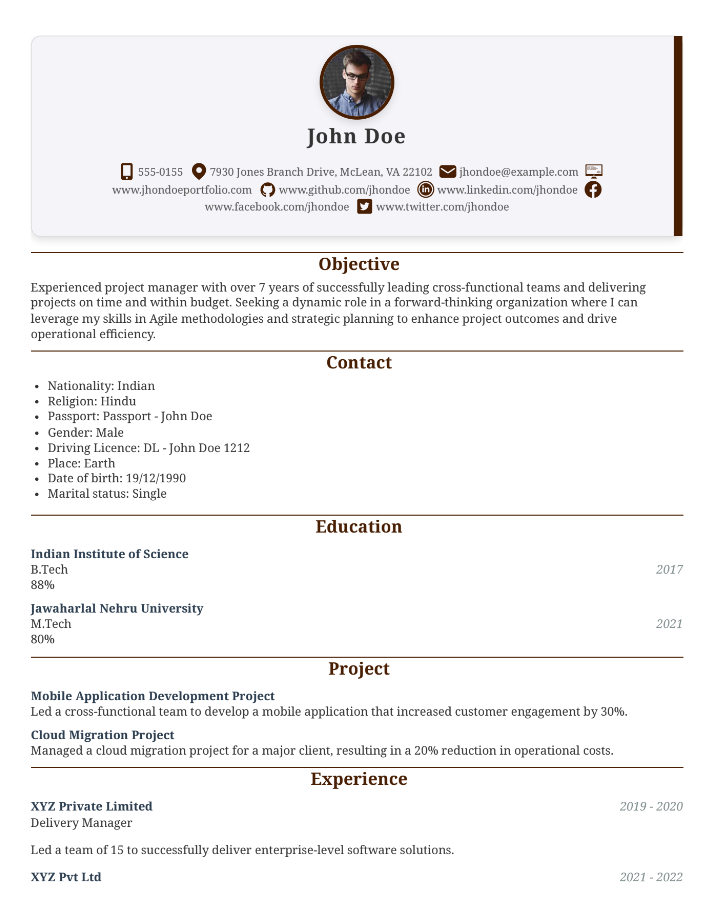 John Doe
555-0155 7930 Jones Branch Drive, McLean, VA 22102 jhondoe@example.com
www.jhondoeportfolio.com www.github.com/jhondoe www.linkedin.com/jhondoe
www.facebook.com/jhondoe www.twitter.com/jhondoe
Objective
Experienced project manager with over 7 years of successfully leading cross-functional teams and delivering
projects on time and within budget. Seeking a dynamic role in a forward-thinking organization where I can
leverage my skills in Agile methodologies and strategic planning to enhance project outcomes and drive
operational efficiency.
Contact
• Nationality: Indian
• Religion: Hindu
• Passport: Passport - John Doe
• Gender: Male
• Driving Licence: DL - John Doe 1212
• Place: Earth
• Date of birth: 19/12/1990
• Marital status: Single
Education
Indian Institute of Science
B.Tech 2017
88%
Jawaharlal Nehru University
M.Tech 2021
80%
Project
Mobile Application Development Project
Led a cross-functional team to develop a mobile application that increased customer engagement by 30%.
Cloud Migration Project
Managed a cloud migration project for a major client, resulting in a 20% reduction in operational costs.
Experience
XYZ Private Limited 2019 - 2020
Delivery Manager
Led a team of 15 to successfully deliver enterprise-level software solutions.
XYZ Pvt Ltd 2021 - 2022